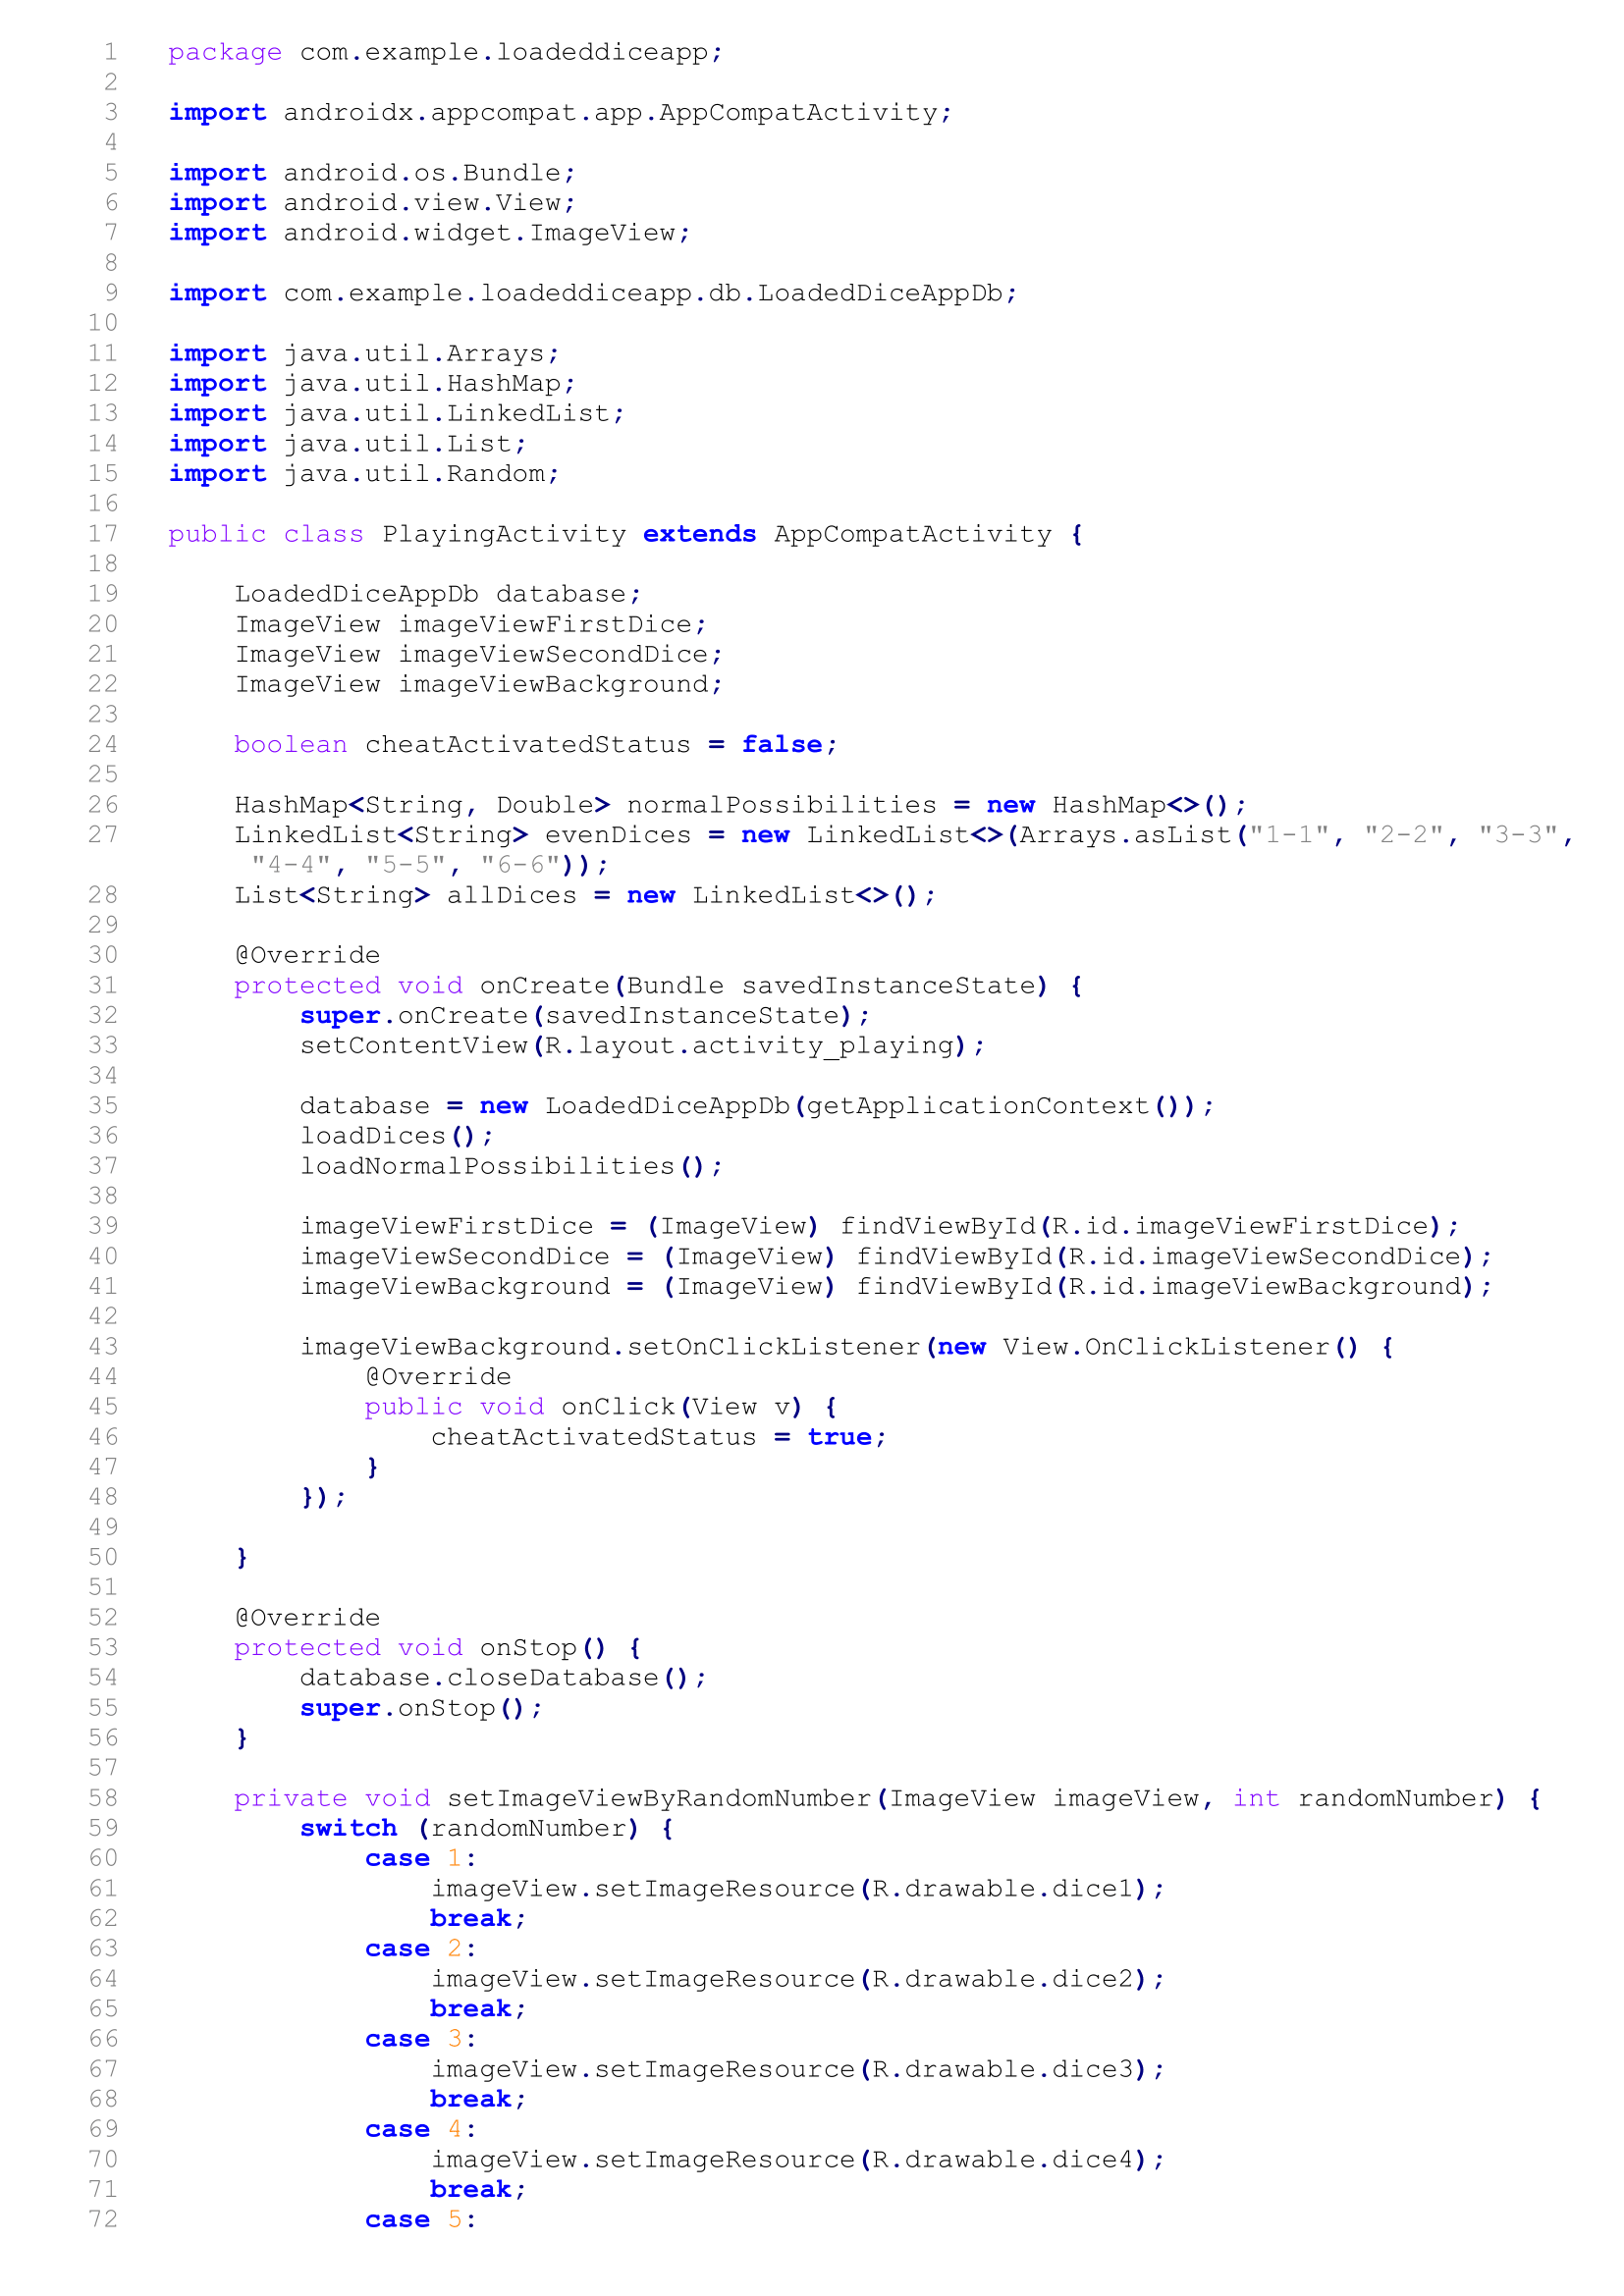 1 package com.example.loadeddiceapp;
2
3 import androidx.appcompat.app.AppCompatActivity;
4
5 import android.os.Bundle;
6 import android.view.View;
7 import android.widget.ImageView;
8
9 import com.example.loadeddiceapp.db.LoadedDiceAppDb;
10
11 import java.util.Arrays;
12 import java.util.HashMap;
13 import java.util.LinkedList;
14 import java.util.List;
15 import java.util.Random;
16
17 public class PlayingActivity extends AppCompatActivity {
18
19     LoadedDiceAppDb database;
20     ImageView imageViewFirstDice;
21     ImageView imageViewSecondDice;
22     ImageView imageViewBackground;
23
24     boolean cheatActivatedStatus = false;
25
26     HashMap<String, Double> normalPossibilities = new HashMap<>();
27     LinkedList<String> evenDices = new LinkedList<>(Arrays.asList("1-1", "2-2", "3-3",
"4-4", "5-5", "6-6"));
28     List<String> allDices = new LinkedList<>();
29
30     @Override
31     protected void onCreate(Bundle savedInstanceState) {
32         super.onCreate(savedInstanceState);
33         setContentView(R.layout.activity_playing);
34
35         database = new LoadedDiceAppDb(getApplicationContext());
36         loadDices();
37         loadNormalPossibilities();
38
39         imageViewFirstDice = (ImageView) findViewById(R.id.imageViewFirstDice);
40         imageViewSecondDice = (ImageView) findViewById(R.id.imageViewSecondDice);
41         imageViewBackground = (ImageView) findViewById(R.id.imageViewBackground);
42
43         imageViewBackground.setOnClickListener(new View.OnClickListener() {
44             @Override
45             public void onClick(View v) {
46                 cheatActivatedStatus = true;
47             }
48         });
49
50     }
51
52     @Override
53     protected void onStop() {
54         database.closeDatabase();
55         super.onStop();
56     }
57
58     private void setImageViewByRandomNumber(ImageView imageView, int randomNumber) {
59         switch (randomNumber) {
60             case 1:
61                 imageView.setImageResource(R.drawable.dice1);
62                 break;
63             case 2:
64                 imageView.setImageResource(R.drawable.dice2);
65                 break;
66             case 3:
67                 imageView.setImageResource(R.drawable.dice3);
68                 break;
69             case 4:
70                 imageView.setImageResource(R.drawable.dice4);
71                 break;
72             case 5: